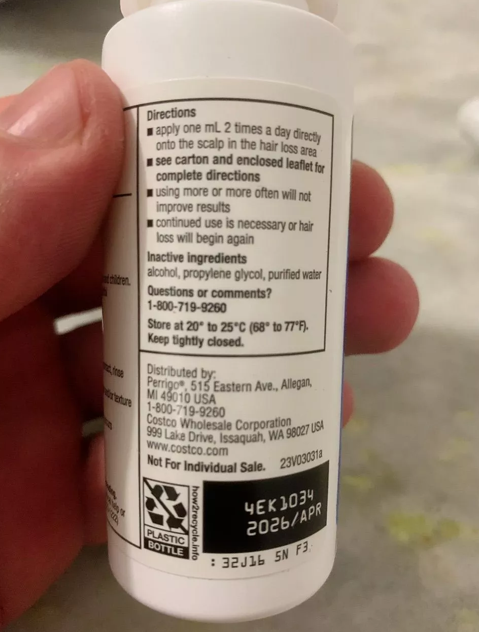 Directions
■ apply one mL 2 times a day directly
onto the scalp in the hair loss area
■ see carton and enclosed leaflet for
complete directions
■ using more or more often will not
improve results
■ continued use is necessary or hair
loss will begin again
Inactive ingredients
alcohol, propylene glycol, purified water
Questions or comments?
1-800-719-9260
Store at 20° to 25°C (68° to 77°F).
Keep tightly closed.
Distributed by:
Perrigo®, 515 Eastern Ave., Allegan,
MI 49010 USA
1-800-719-9260
Costco Wholesale Corporation
999 Lake Drive, Issaquah, WA 98027 USA
www.costco.com
Not For Individual Sale. 23V03031a
4EK1034
2026/APR
PLASTIC
BOTTLE
how2recycle.info
: 32J16 5N F3
children.
rinse
texture
or